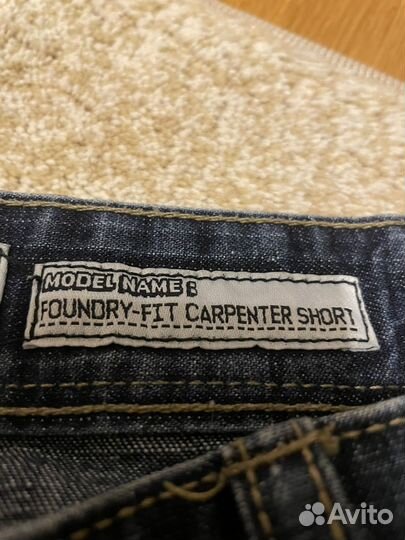 MODEL NAME :
FOUNDRY-FIT CARPENTER SHORT
Avito